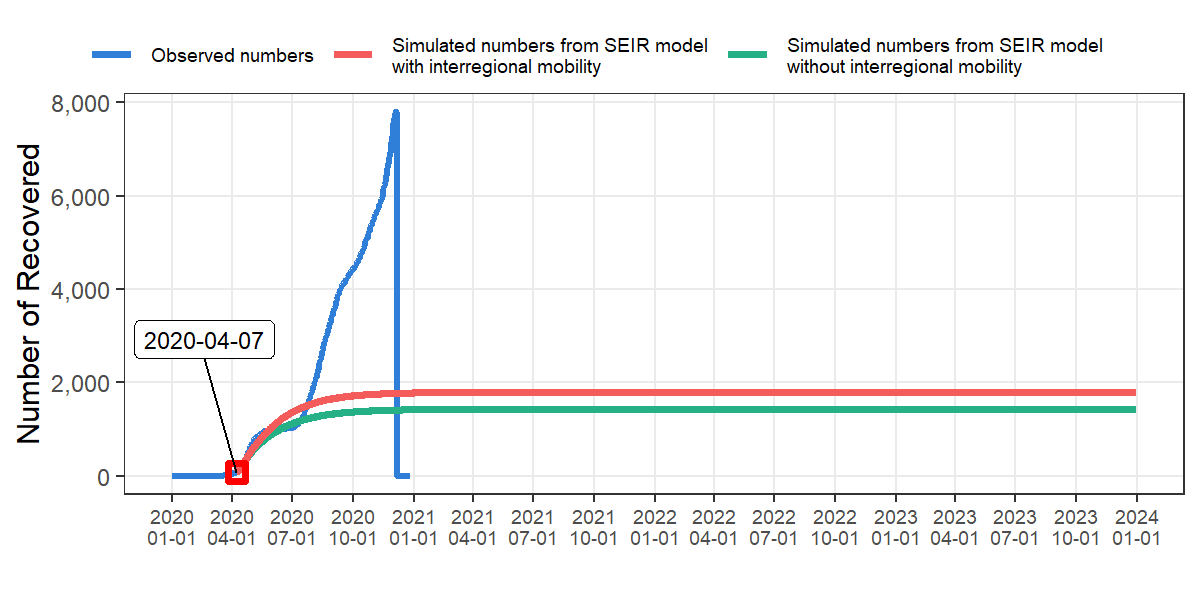 Observed numbers
Simulated numbers from SEIR model
with interregional mobility
Simulated numbers from SEIR model
without interregional mobility
Number of Recovered
8,000
6,000
4,000
2,000
0
2020-04-07
2020 2020 2020 2020 2021 2021 2021 2021 2022 2022 2022 2022 2023 2023 2023 2023 2024
01-01 04-01 07-01 10-01 01-01 04-01 07-01 10-01 01-01 04-01 07-01 10-01 01-01 04-01 07-01 10-01 01-01